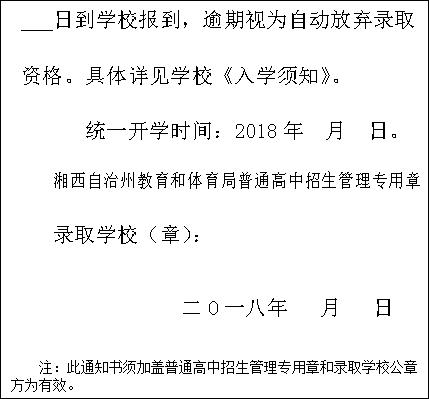 ___日到学校报到，逾期视为自动放弃录取
资格。具体详见学校《入学须知》。
统一开学时间：2018 年　月　日。
湘西自治州教育和体育局普通高中招生管理专用章
录取学校（章）：
二０一八年　月　日
注：此通知书须加盖普通高中招生管理专用章和录取学校公章
方为有效。